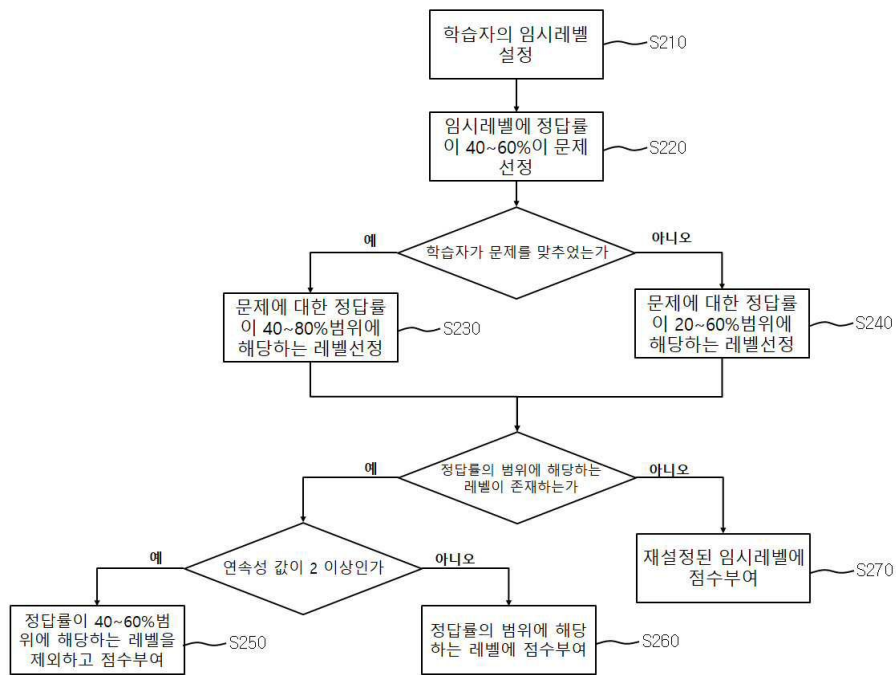 학습자의 임시레벨
설정
S210
임시레벨에 정답률
이 40~60%이 문제
선정
S220
예
학습자가 문제를 맞추었는가
아니오
문제에 대한 정답률
이 40~80%범위에
해당하는 레벨선정
S230
문제에 대한 정답률
이 20~60%범위에
해당하는 레벨선정
S240
예
정답률의 범위에 해당하는
레벨이 존재하는가
아니오
예
연속성 값이 2 이상인가
아니오
재설정된 임시레벨에
점수부여
S270
정답률이 40~60%범
위에 해당하는 레벨을
제외하고 점수부여
S250
정답률의 범위에 해당
하는 레벨에 점수부여
S260